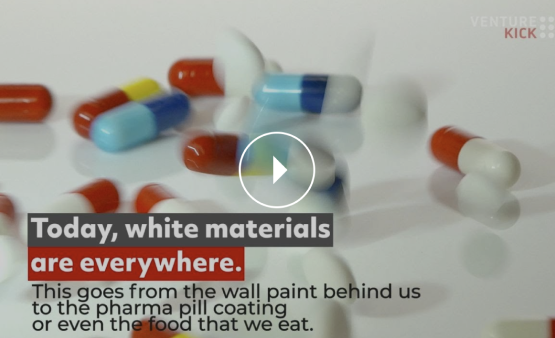 VENTURE
KICK
Today, white materials
are everywhere.
This goes from the wall paint behind us
to the pharma pill coating
or even the food that we eat.